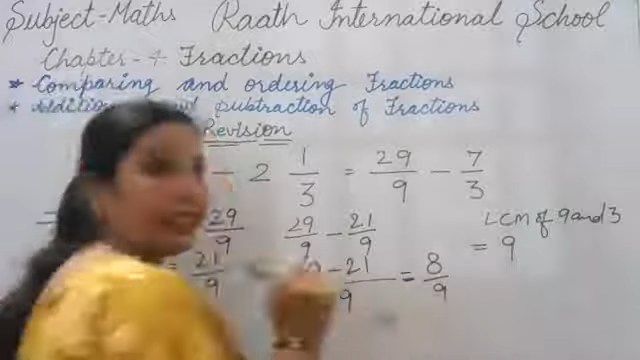 Subject-Maths Raath International School
Chapter-4 Fractions
* Comparing and ordering Fractions
* Addition Subtraction of Fractions
Revision
- 2 1/3 = 29/9 - 7/3
= 29/9 29/9 - 21/9 LCM of 9 and 3
= 21/9 - 21/9 = 8/9 = 9